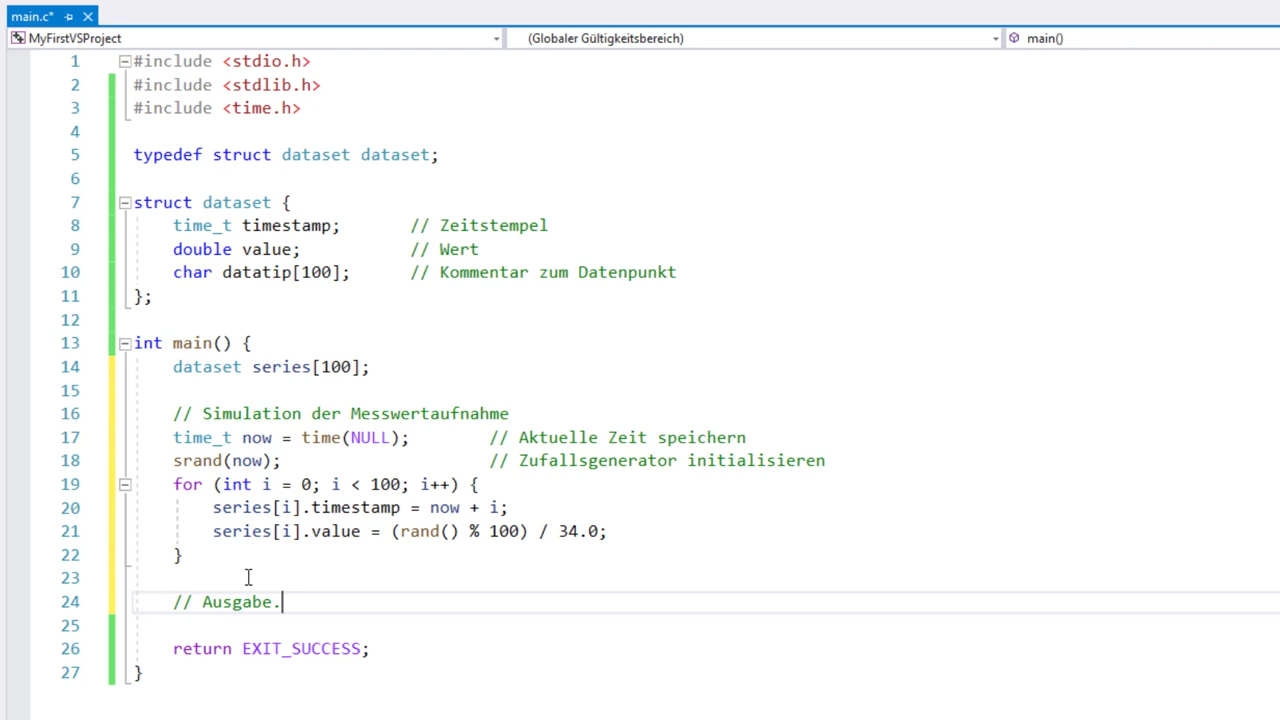 main.c*
MyFirstVSProject (Globaler Gültigkeitsbereich) main()
1 #include <stdio.h>
2 #include <stdlib.h>
3 #include <time.h>
4
5 typedef struct dataset dataset;
6
7 struct dataset {
8     time_t timestamp;       // Zeitstempel
9     double value;           // Wert
10     char datatip[100];      // Kommentar zum Datenpunkt
11 };
12
13 int main() {
14     dataset series[100];
15
16     // Simulation der Messwertaufnahme
17     time_t now = time(NULL);        // Aktuelle Zeit speichern
18     srand(now);                     // Zufallsgenerator initialisieren
19     for (int i = 0; i < 100; i++) {
20         series[i].timestamp = now + i;
21         series[i].value = (rand() % 100) / 34.0;
22     }
23
24     // Ausgabe.
25
26     return EXIT_SUCCESS;
27 }